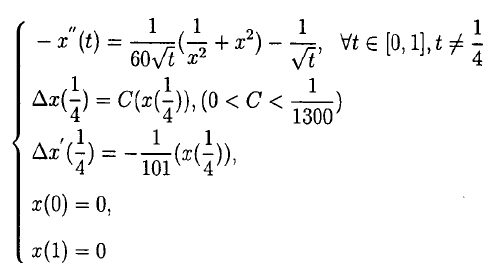 −x″(t) = 1/(60√t) (1/x² + x²) − 1/√t, ∀t ∈ [0, 1], t ≠ 1/4
Δx(1/4) = C(x(1/4)), (0 < C < 1/1300)
Δx′(1/4) = −1/101 (x(1/4)),
x(0) = 0,
x(1) = 0